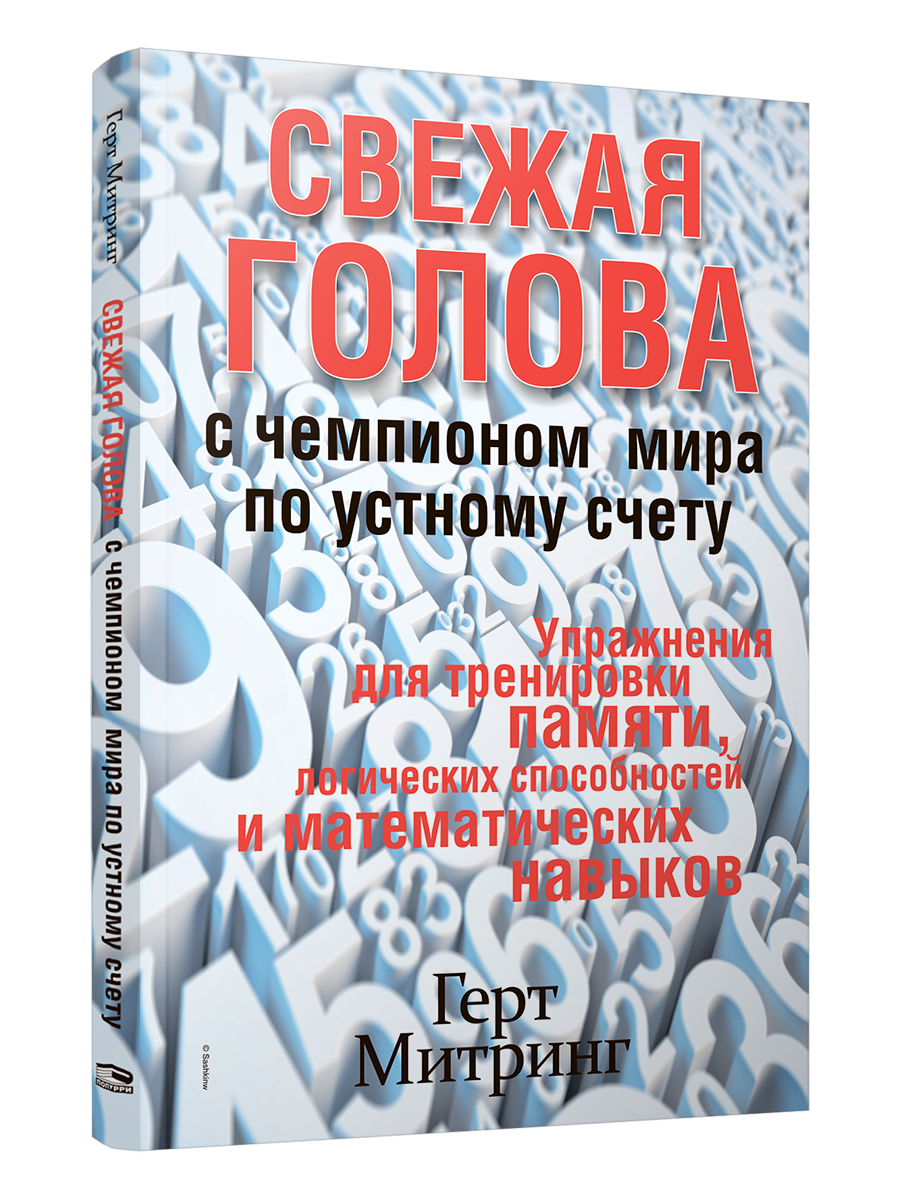 СВЕЖАЯ
ГОЛОВА
с чемпионом мира
по устному счету
Упражнения
для тренировки
памяти,
логических способностей
и математических
навыков
Герт
Митринг
© Sashkinw
Герт Митринг СВЕЖАЯ ГОЛОВА с чемпионом мира по устному счету
ПОПУРРИ